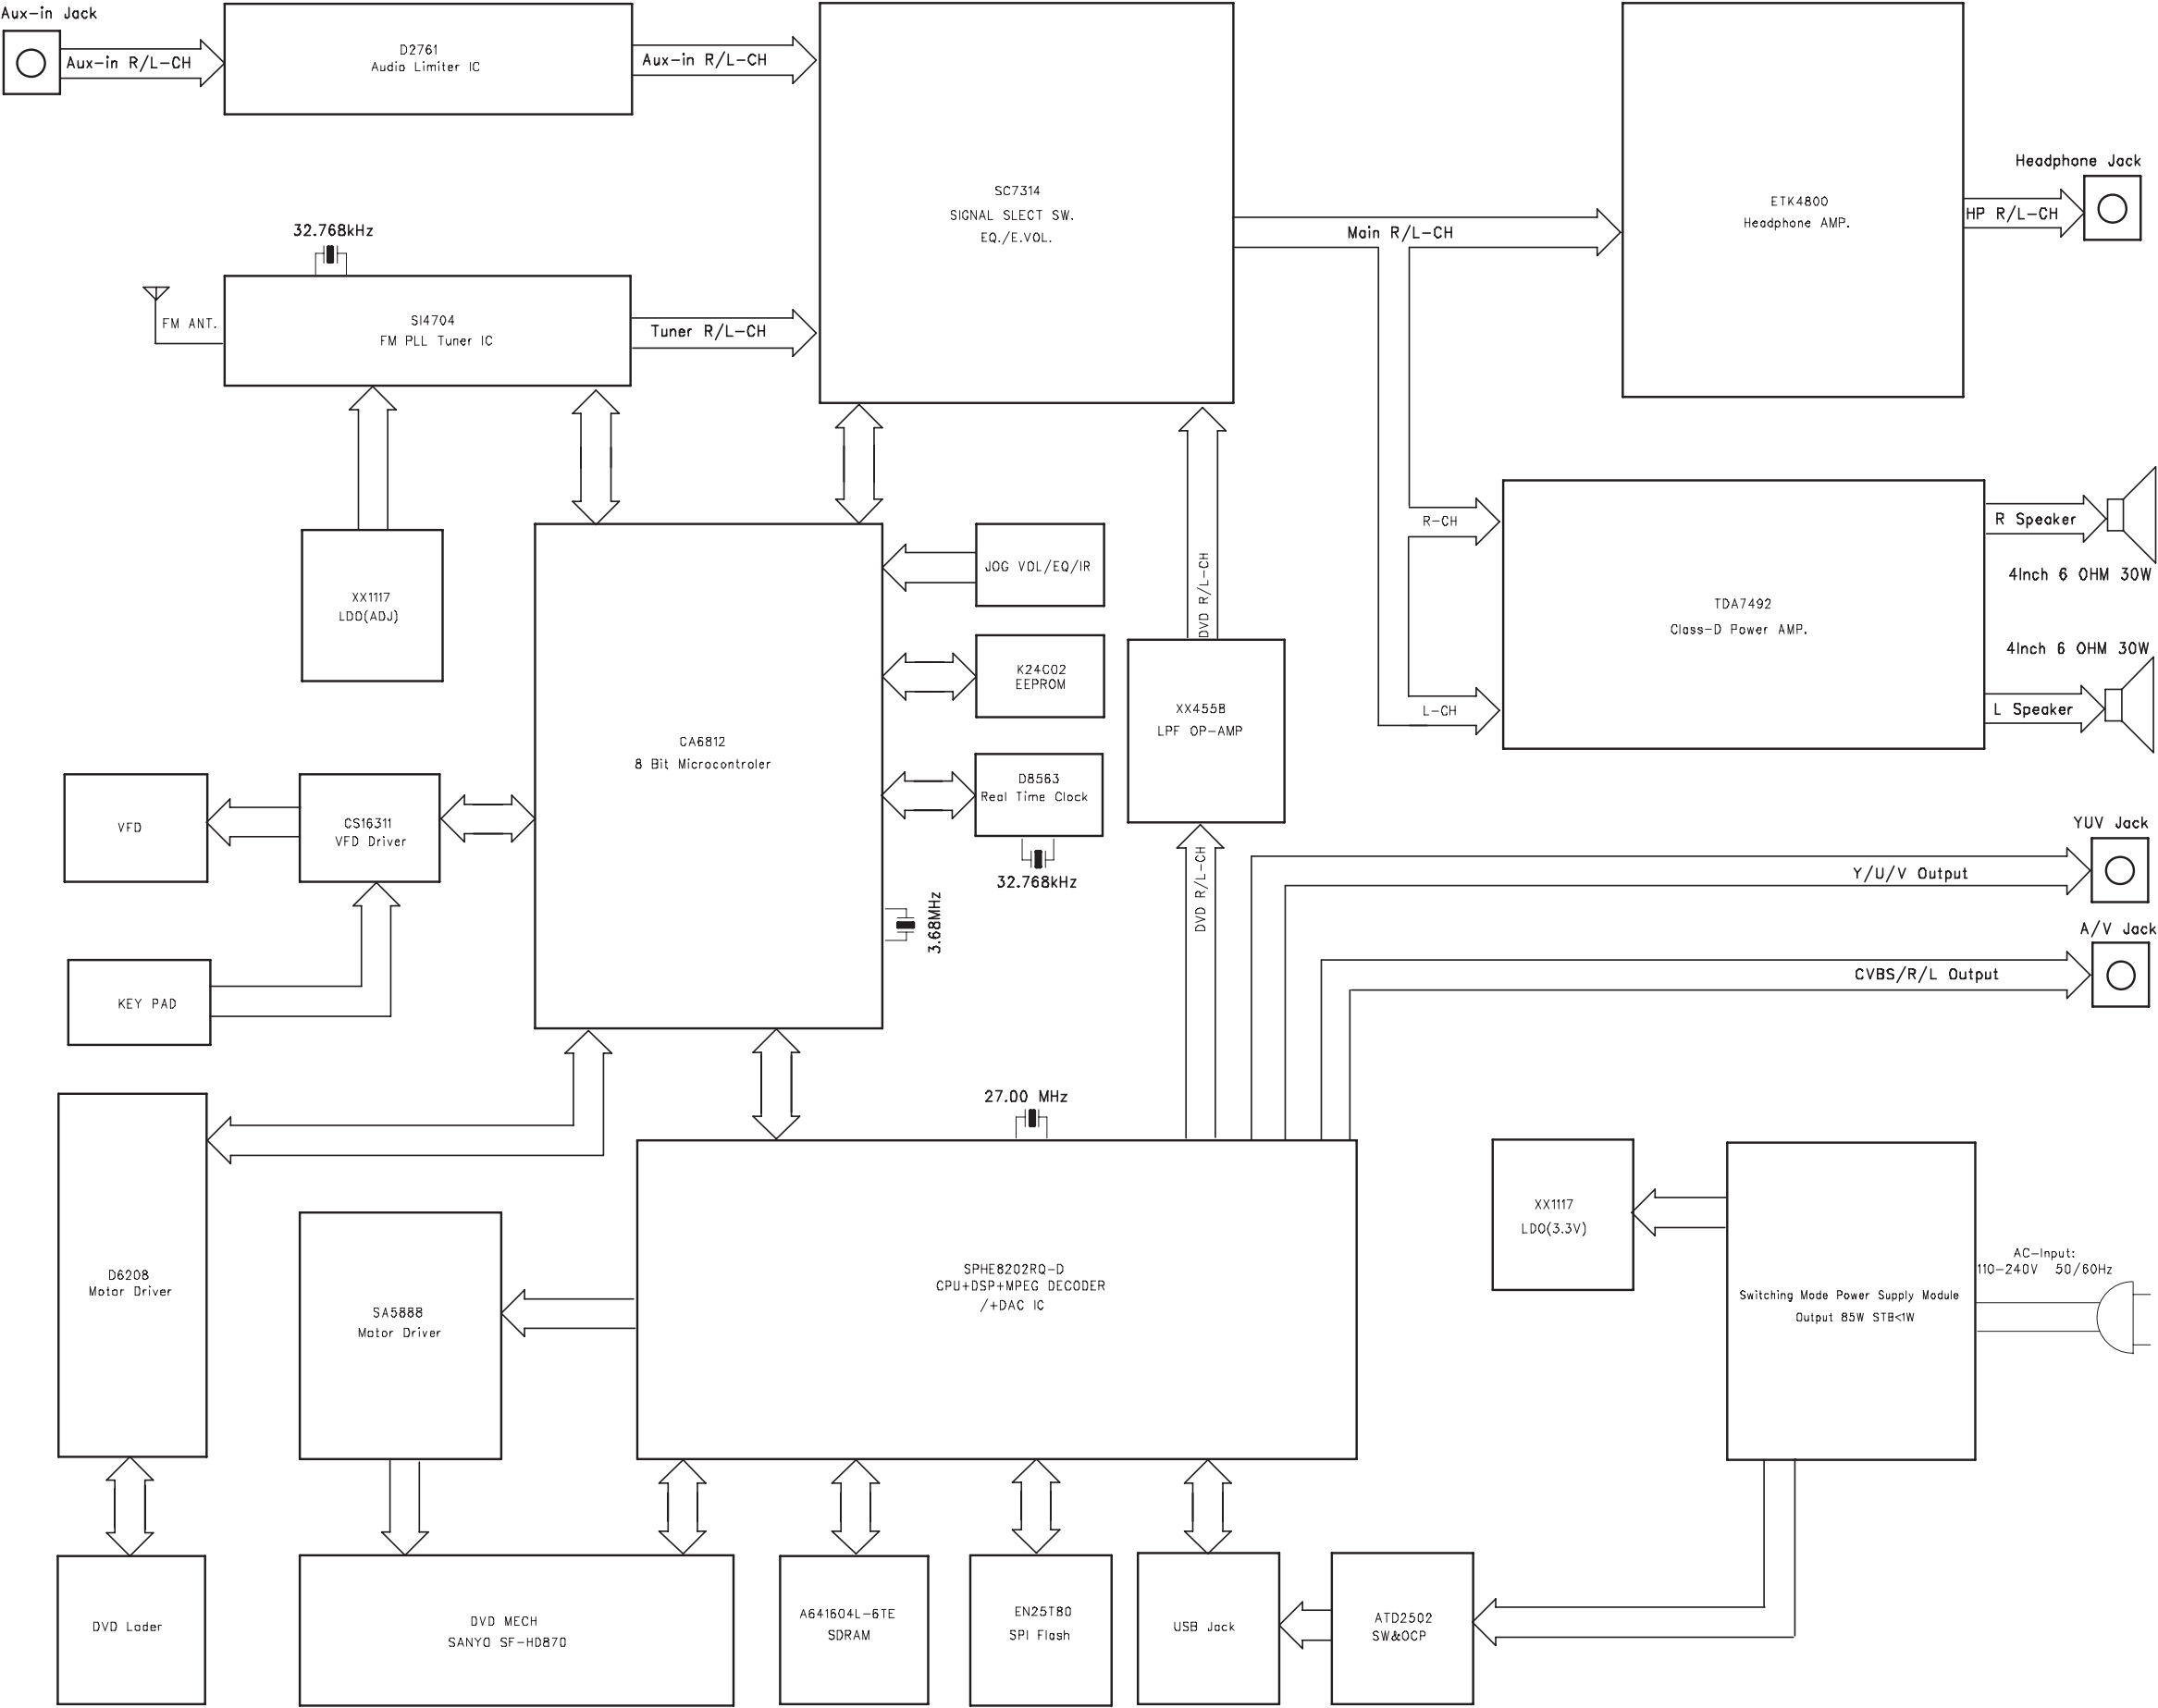 Aux-in Jack
Aux-in R/L-CH
D2761
Audio Limiter IC
Aux-in R/L-CH
SC7314
SIGNAL SLECT SW.
EQ./E.VOL.
Main R/L-CH
ETK4800
Headphone AMP.
Headphone Jack
HP R/L-CH
32.768kHz
FM ANT.
SI4704
FM PLL Tuner IC
Tuner R/L-CH
XX1117
LDO(ADJ)
JOG VOL/EQ/IR
K24C02
EEPROM
CA6812
8 Bit Microcontroler
D8563
Real Time Clock
32.768kHz
3.68MHz
DVD R/L-CH
XX4558
LPF OP-AMP
DVD R/L-CH
R-CH
L-CH
TDA7492
Class-D Power AMP.
R Speaker
4Inch 6 OHM 30W
4Inch 6 OHM 30W
L Speaker
VFD
CS16311
VFD Driver
KEY PAD
YUV Jack
Y/U/V Output
A/V Jack
CVBS/R/L Output
27.00 MHz
D6208
Motor Driver
SA5888
Motor Driver
SPHE8202RQ-D
CPU+DSP+MPEG DECODER
/+DAC IC
XX1117
LDO(3.3V)
Switching Mode Power Supply Module
Output 85W STB<1W
AC-Input:
110-240V 50/60Hz
DVD Loder
DVD MECH
SANYO SF-HD870
A641604L-6TE
SDRAM
EN25T80
SPI Flash
USB Jack
ATD2502
SW&OCP